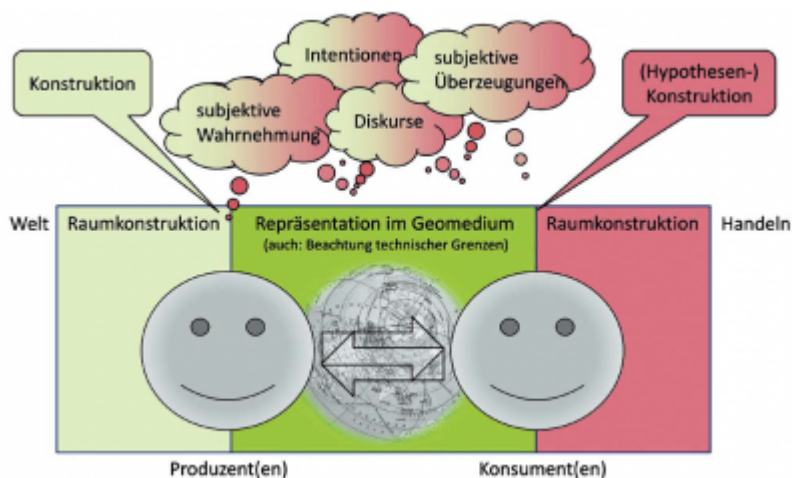 Intentionen
subjektive
Überzeugungen
Konstruktion
(Hypothesen-)
Konstruktion
subjektive
Wahrnehmung
Diskurse
Welt
Raumkonstruktion
Repräsentation im Geomedium
(auch: Beachtung technischer Grenzen)
Raumkonstruktion
Handeln
Produzent(en)
Konsument(en)